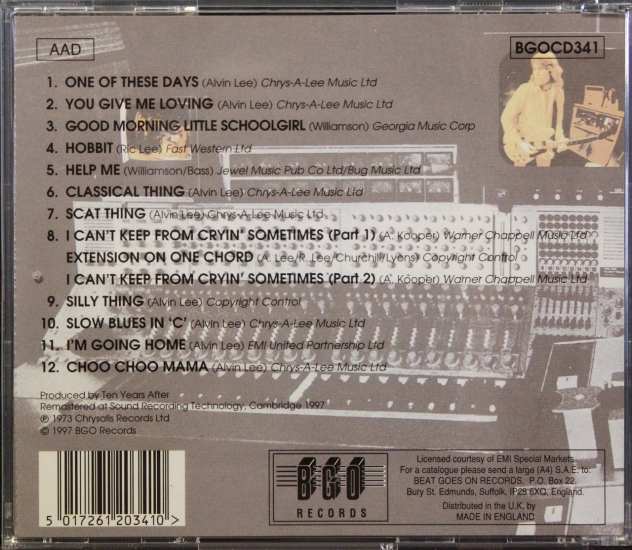 AAD
BGOCD341
1. ONE OF THESE DAYS (Alvin Lee) Chrys-A-Lee Music Ltd
2. YOU GIVE ME LOVING (Alvin Lee) Chrys-A-Lee Music Ltd
3. GOOD MORNING LITTLE SCHOOLGIRL (Williamson) Georgia Music Corp
4. HOBBIT (Ric Lee) Fast Western Ltd
5. HELP ME (Williamson/Bass) Jewel Music Pub Co Ltd/Bug Music Ltd
6. CLASSICAL THING (Alvin Lee) Chrys-A-Lee Music Ltd
7. SCAT THING (Alvin Lee) Chrys-A-Lee Music Ltd
8. I CAN'T KEEP FROM CRYIN' SOMETIMES (Part 1) (A. Kooper) Warner Chappell Music Ltd
EXTENSION ON ONE CHORD (A. Lee/R. Lee/Churchill/Lyons) Copyright Control
I CAN'T KEEP FROM CRYIN' SOMETIMES (Part 2) (A. Kooper) Warner Chappell Music Ltd
9. SILLY THING (Alvin Lee) Copyright Control
10. SLOW BLUES IN 'C' (Alvin Lee) Chrys-A-Lee Music Ltd
11. I'M GOING HOME (Alvin Lee) EMI United Partnership Ltd
12. CHOO CHOO MAMA (Alvin Lee) Chrys-A-Lee Music Ltd
Produced by Ten Years After
Remastered at Sound Recording Technology, Cambridge 1997
℗ 1973 Chrysalis Records Ltd
© 1997 BGO Records
5 017261 203410 >
BGO
RECORDS
Licensed courtesy of EMI Special Markets
For a catalogue please send a large (A4) S.A.E. to:
BEAT GOES ON RECORDS, P.O. Box 22,
Bury St. Edmunds, Suffolk, IP28 6XQ, England.
Distributed in the U.K. by
MADE IN ENGLAND